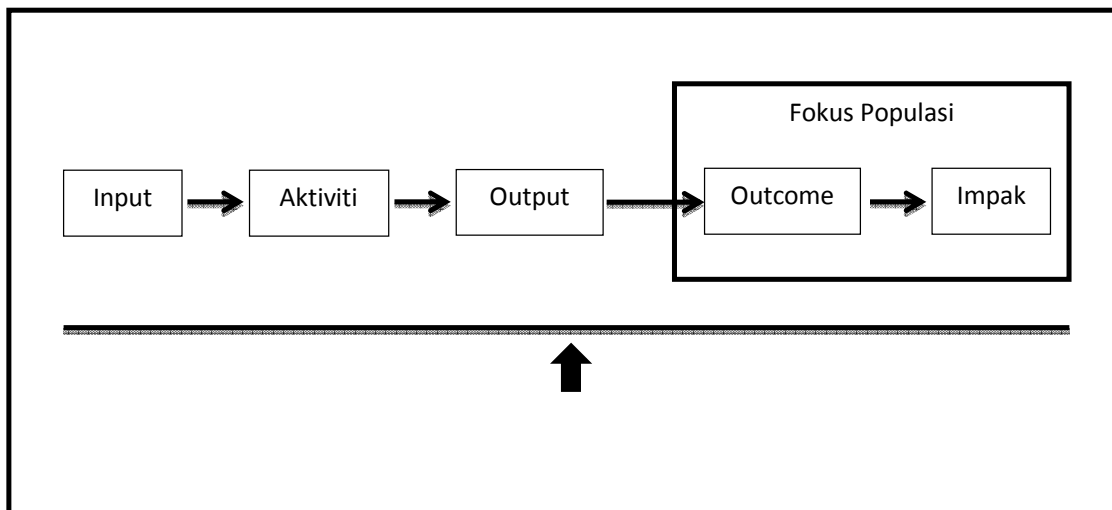 Fokus Populasi
Input
Aktiviti
Output
Outcome
Impak